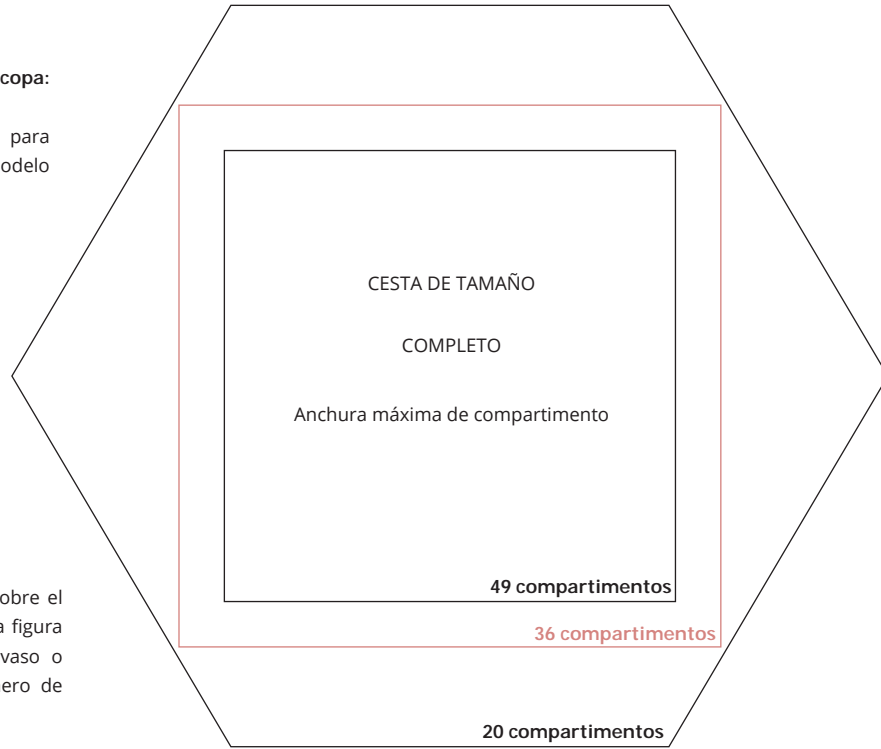 copa:
para
odelo
CESTA DE TAMAÑO
COMPLETO
Anchura máxima de compartimento
49 compartimentos
obre el
a figura
36 compartimentos
vaso o
ero de
20 compartimentos